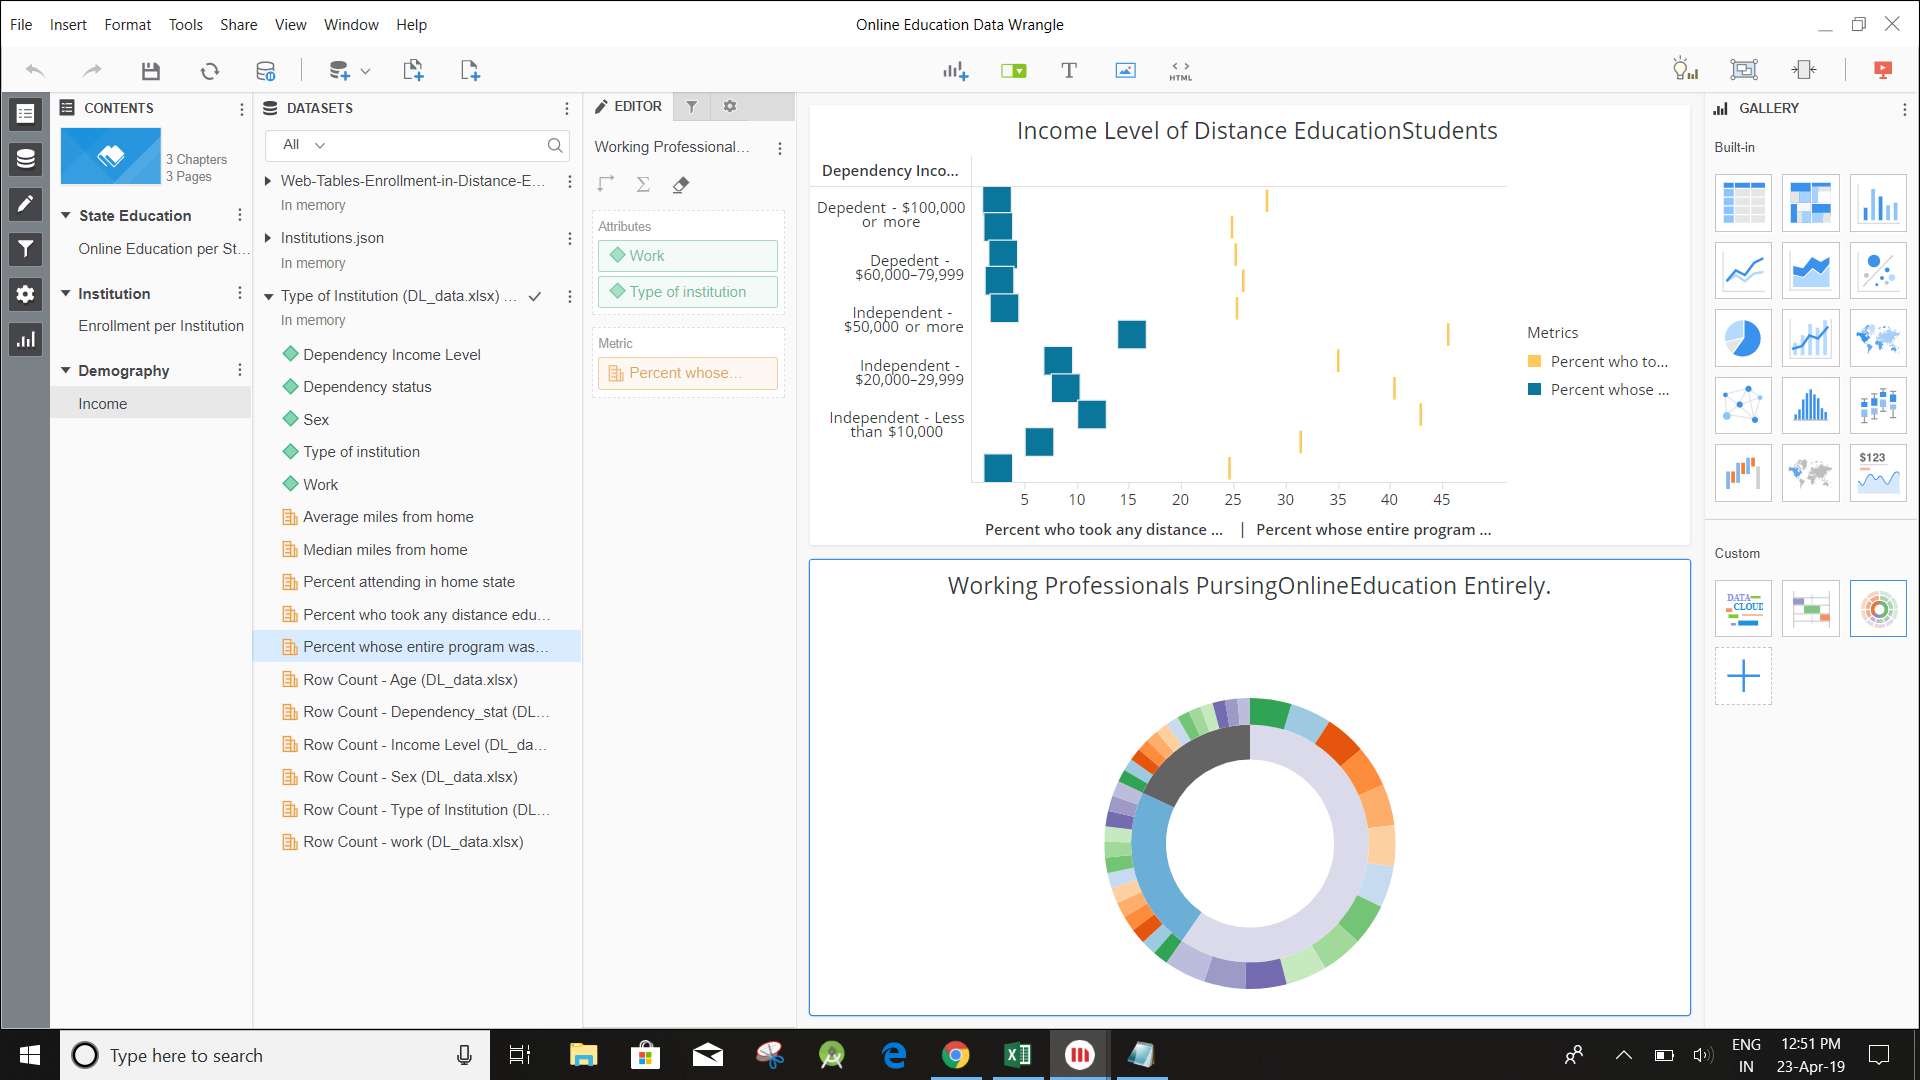 File Insert Format Tools Share View Window Help
Online Education Data Wrangle
HTML
CONTENTS
3 Chapters
3 Pages
State Education
Online Education per St...
Institution
Enrollment per Institution
Demography
Income
DATASETS
All
Web-Tables-Enrollment-in-Distance-E...
In memory
Institutions.json
In memory
Type of Institution (DL_data.xlsx) ...
In memory
Dependency Income Level
Dependency status
Sex
Type of institution
Work
Average miles from home
Median miles from home
Percent attending in home state
Percent who took any distance edu...
Percent whose entire program was...
Row Count - Age (DL_data.xlsx)
Row Count - Dependency_stat (DL...
Row Count - Income Level (DL_da...
Row Count - Sex (DL_data.xlsx)
Row Count - Type of Institution (DL...
Row Count - work (DL_data.xlsx)
EDITOR
Working Professional...
Attributes
Work
Type of institution
Metric
Percent whose...
Income Level of Distance EducationStudents
Dependency Inco...
Depedent - $100,000
or more
Depedent -
$60,000–79,999
Independent -
$50,000 or more
Independent -
$20,000–29,999
Independent - Less
than $10,000
5 10 15 20 25 30 35 40 45
Percent who took any distance ... | Percent whose entire program ...
Metrics
Percent who to...
Percent whose ...
Working Professionals PursingOnlineEducation Entirely.
GALLERY
Built-in
$123
Custom
DATA
CLOUD
Type here to search
ENG
IN
12:51 PM
23-Apr-19